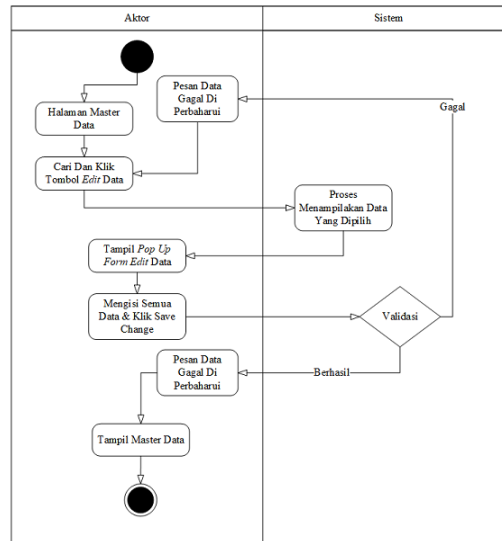 Aktor
Sistem
Pesan Data
Gagal Di
Perbaharui
Gagal
Halaman Master
Data
Cari Dan Klik
Tombol Edit Data
Proses
Menampilakan Data
Yang Dipilih
Tampil Pop Up
Form Edit Data
Mengisi Semua
Data & Klik Save
Change
Validasi
Pesan Data
Gagal Di
Perbaharui
Berhasil
Tampil Master Data